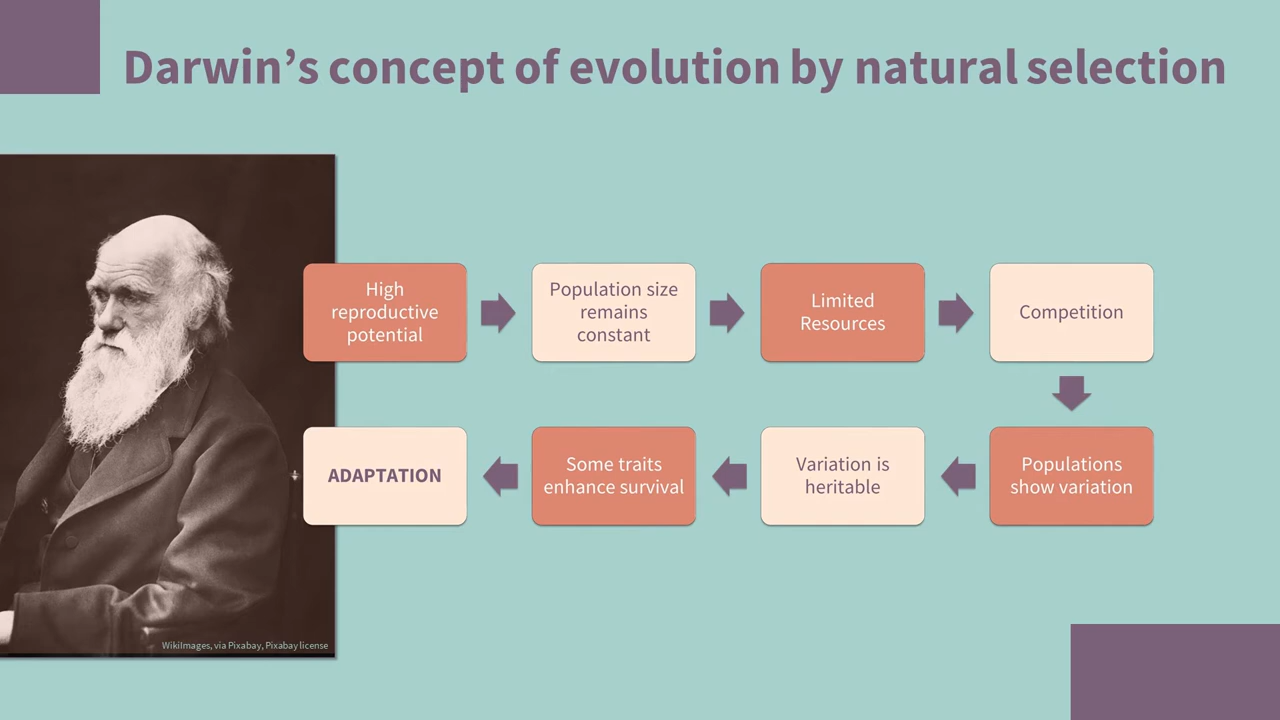 Darwin’s concept of evolution by natural selection
High
reproductive
potential
Population size
remains
constant
Limited
Resources
Competition
Populations
show variation
Variation is
heritable
Some traits
enhance survival
ADAPTATION
WikiImages, via Pixabay, Pixabay license